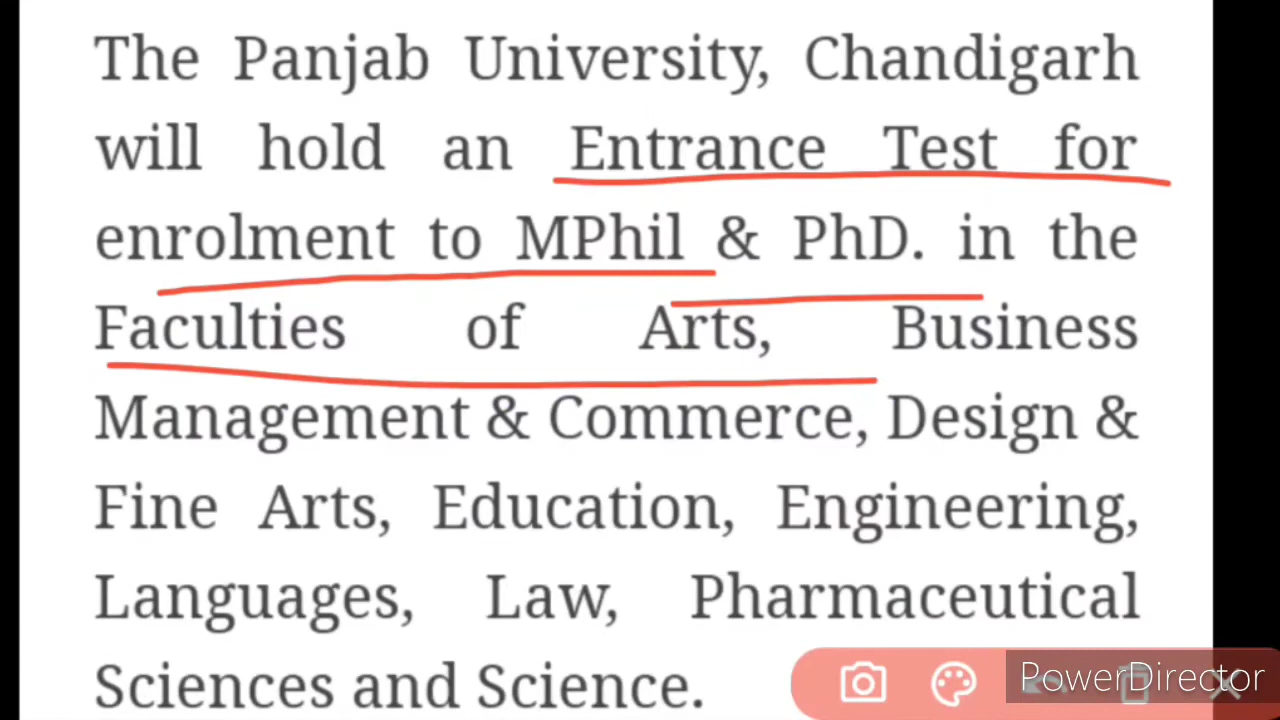 The Panjab University, Chandigarh
will hold an Entrance Test for
enrolment to MPhil & PhD. in the
Faculties of Arts, Business
Management & Commerce, Design &
Fine Arts, Education, Engineering,
Languages, Law, Pharmaceutical
Sciences and Science.
PowerDirector